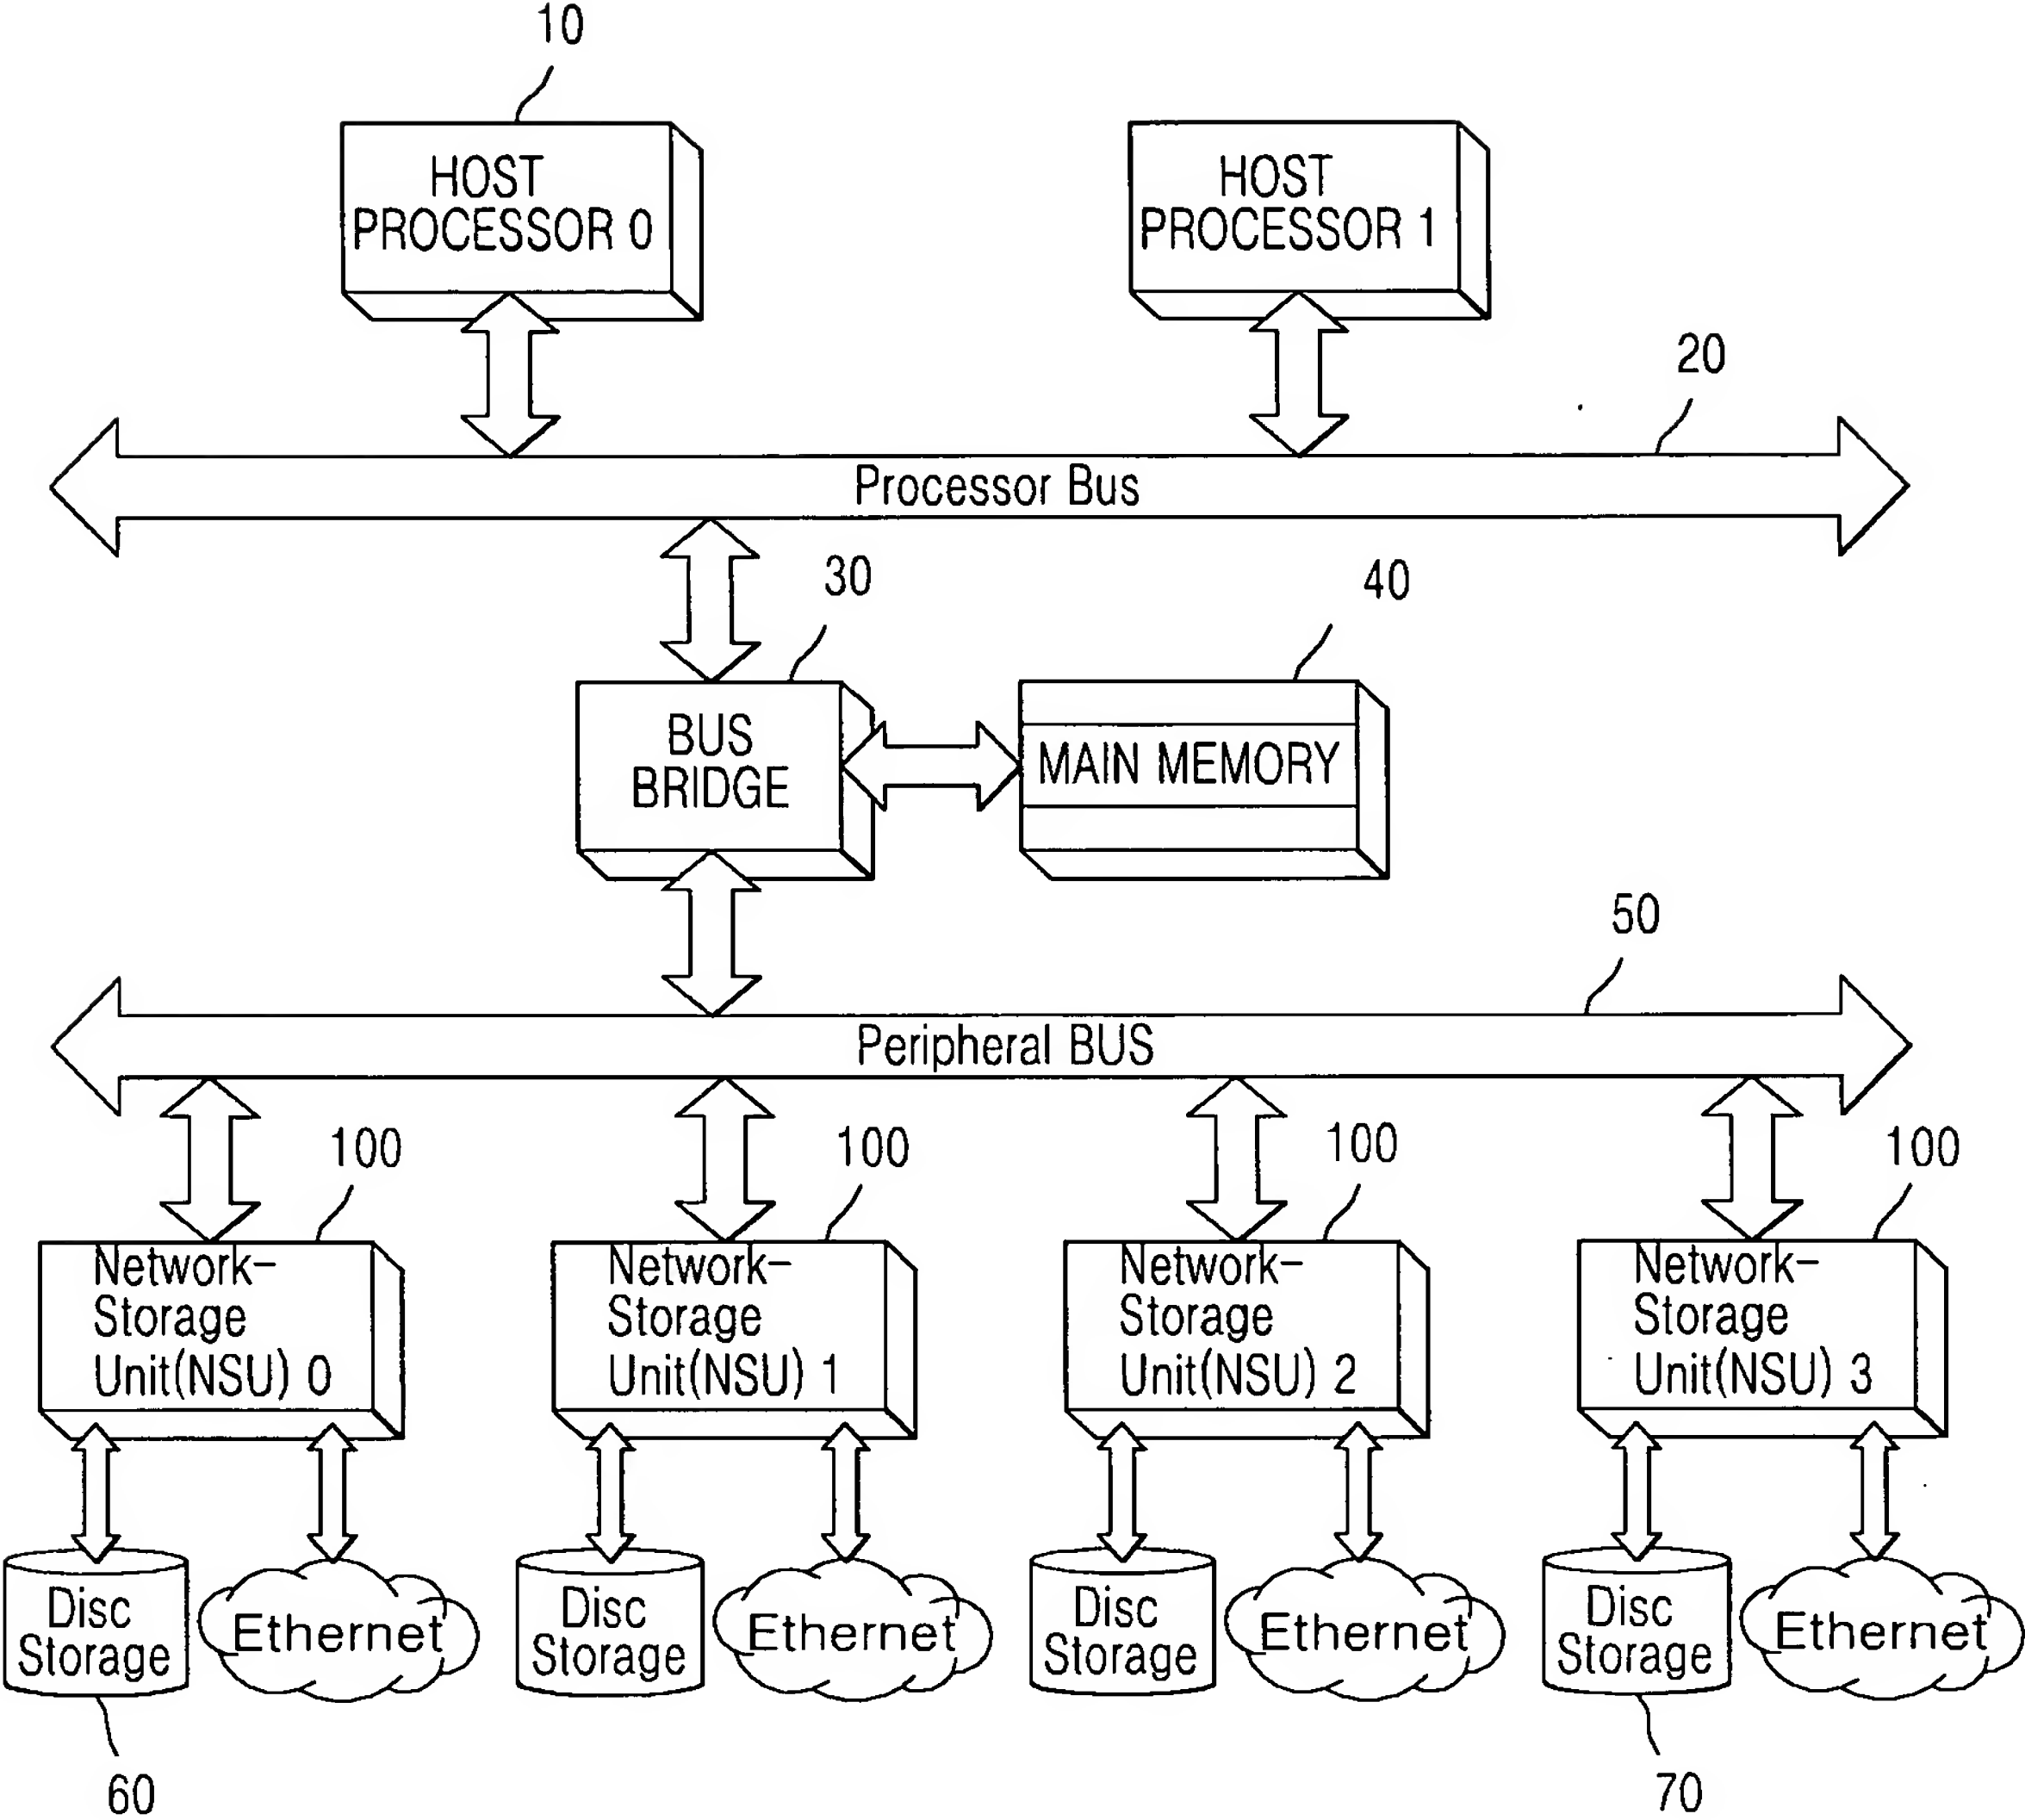 10
HOST
PROCESSOR 0
HOST
PROCESSOR 1
20
Processor Bus
30
40
BUS
BRIDGE
MAIN MEMORY
50
Peripheral BUS
100
100
100
100
Network-
Storage
Unit(NSU) 0
Network-
Storage
Unit(NSU) 1
Network-
Storage
Unit(NSU) 2
Network-
Storage
Unit(NSU) 3
Disc
Storage
Ethernet
Disc
Storage
Ethernet
Disc
Storage
Ethernet
Disc
Storage
Ethernet
60
70